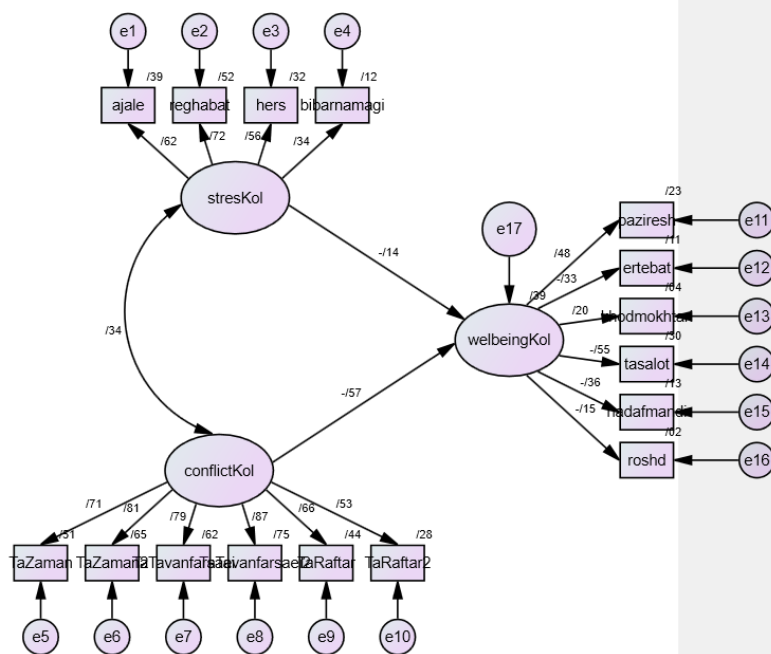 e1 e2 e3 e4
/39 /52 /32 /12
ajale reghabat hers bibarnamagi
/62 /72 /56 /34
stresKol
/23
paziresh e11
e17
/11
-/14 /48 -/33 ertebat e12
/39 /04
/20 e13
/34 welbeingKol /30
-/55 tasalot e14
-/57 -/36 /13
-/15 e15
/02
roshd e16
conflictKol
/71 /81 /79 /87 /66 /53
/51 /65 /62 /75 /44 /28
TaZaman TaRaftar TaRaftar2
e5 e6 e7 e8 e9 e10